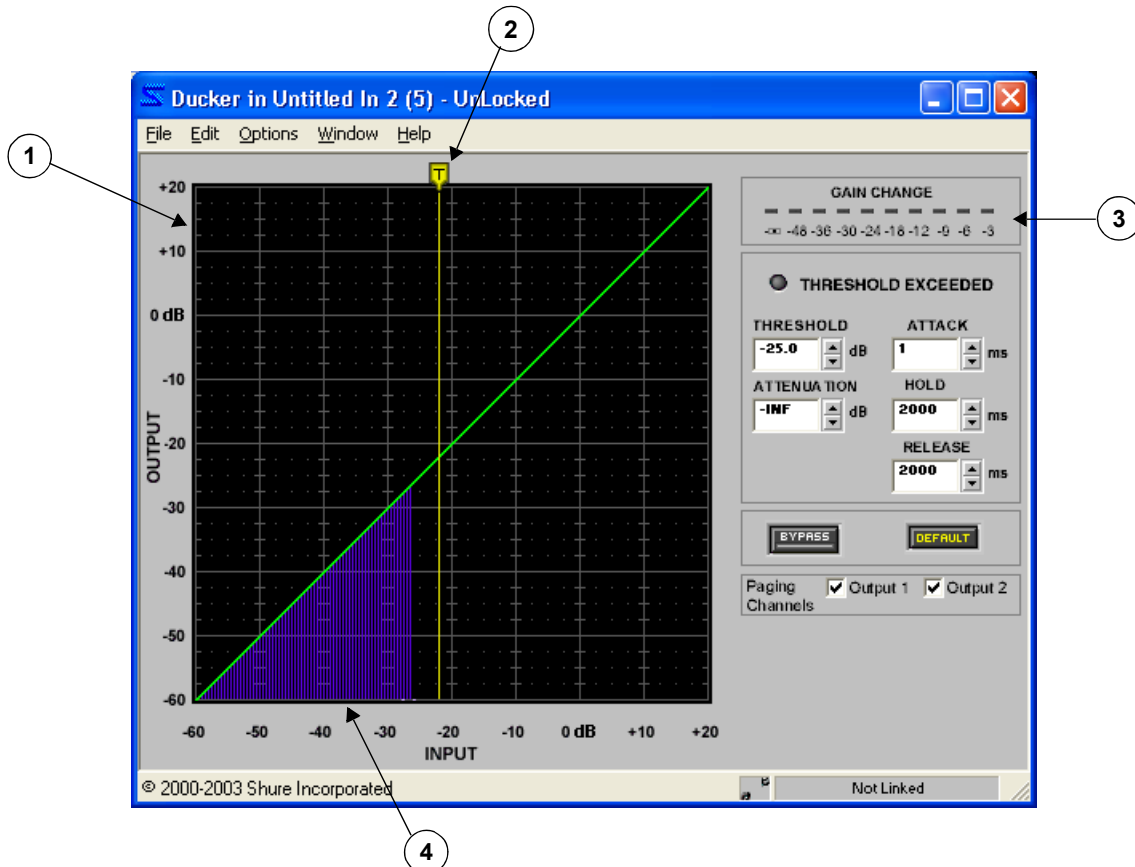 2
Ducker in Untitled In 2 (5) - UnLocked
File Edit Options Window Help
1
T
+20
+10
0 dB
-10
-20
-30
-40
-50
-60
OUTPUT
-60 -50 -40 -30 -20 -10 0 dB +10 +20
INPUT
GAIN CHANGE
-∞ -48 -36 -30 -24 -18 -12 -9 -6 -3
3
THRESHOLD EXCEEDED
THRESHOLD ATTACK
-25.0 dB 1 ms
ATTENUATION HOLD
-INF dB 2000 ms
RELEASE
2000 ms
BYPASS DEFAULT
Paging Channels Output 1 Output 2
© 2000-2003 Shure Incorporated
Not Linked
4